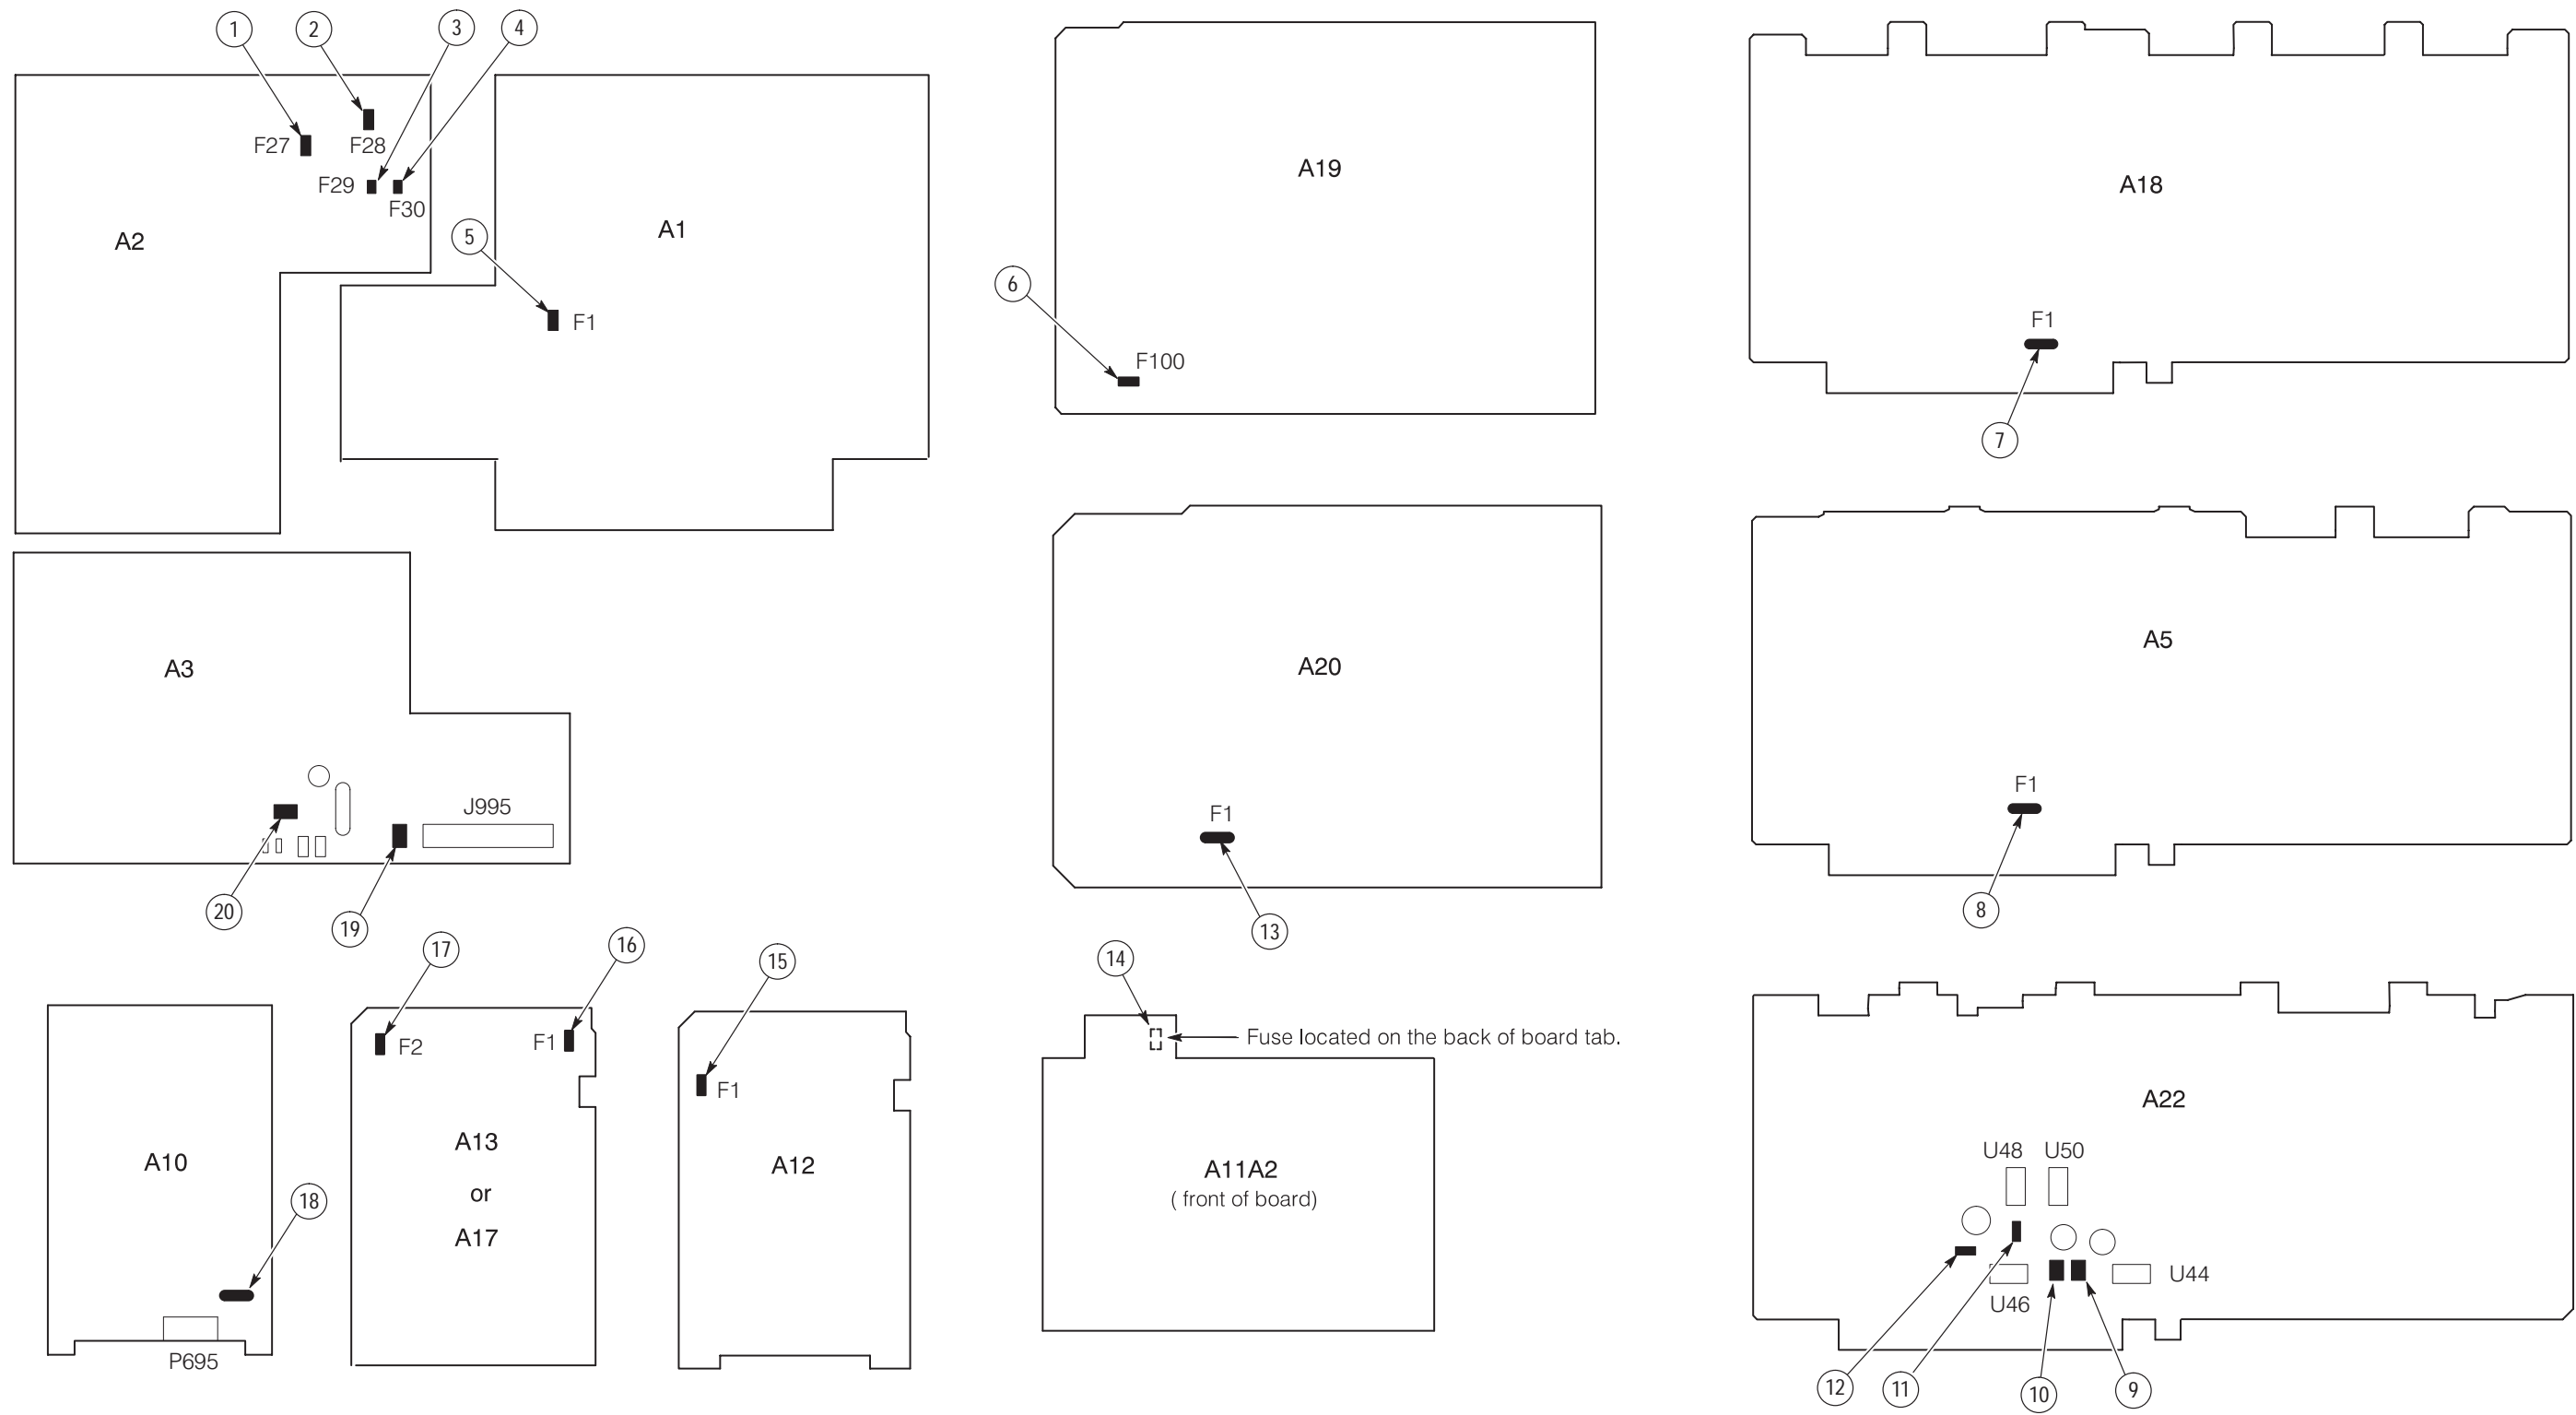 1
2
3
4
F27
F28
F29
F30
A2
A1
5
F1
A19
6
F100
A18
F1
7
A3
J995
20
19
A20
F1
13
A5
F1
8
17
16
F2
F1
A13
or
A17
15
F1
A12
14
Fuse located on the back of board tab.
A11A2
( front of board)
A10
18
P695
A22
U48
U50
U44
U46
12
11
10
9